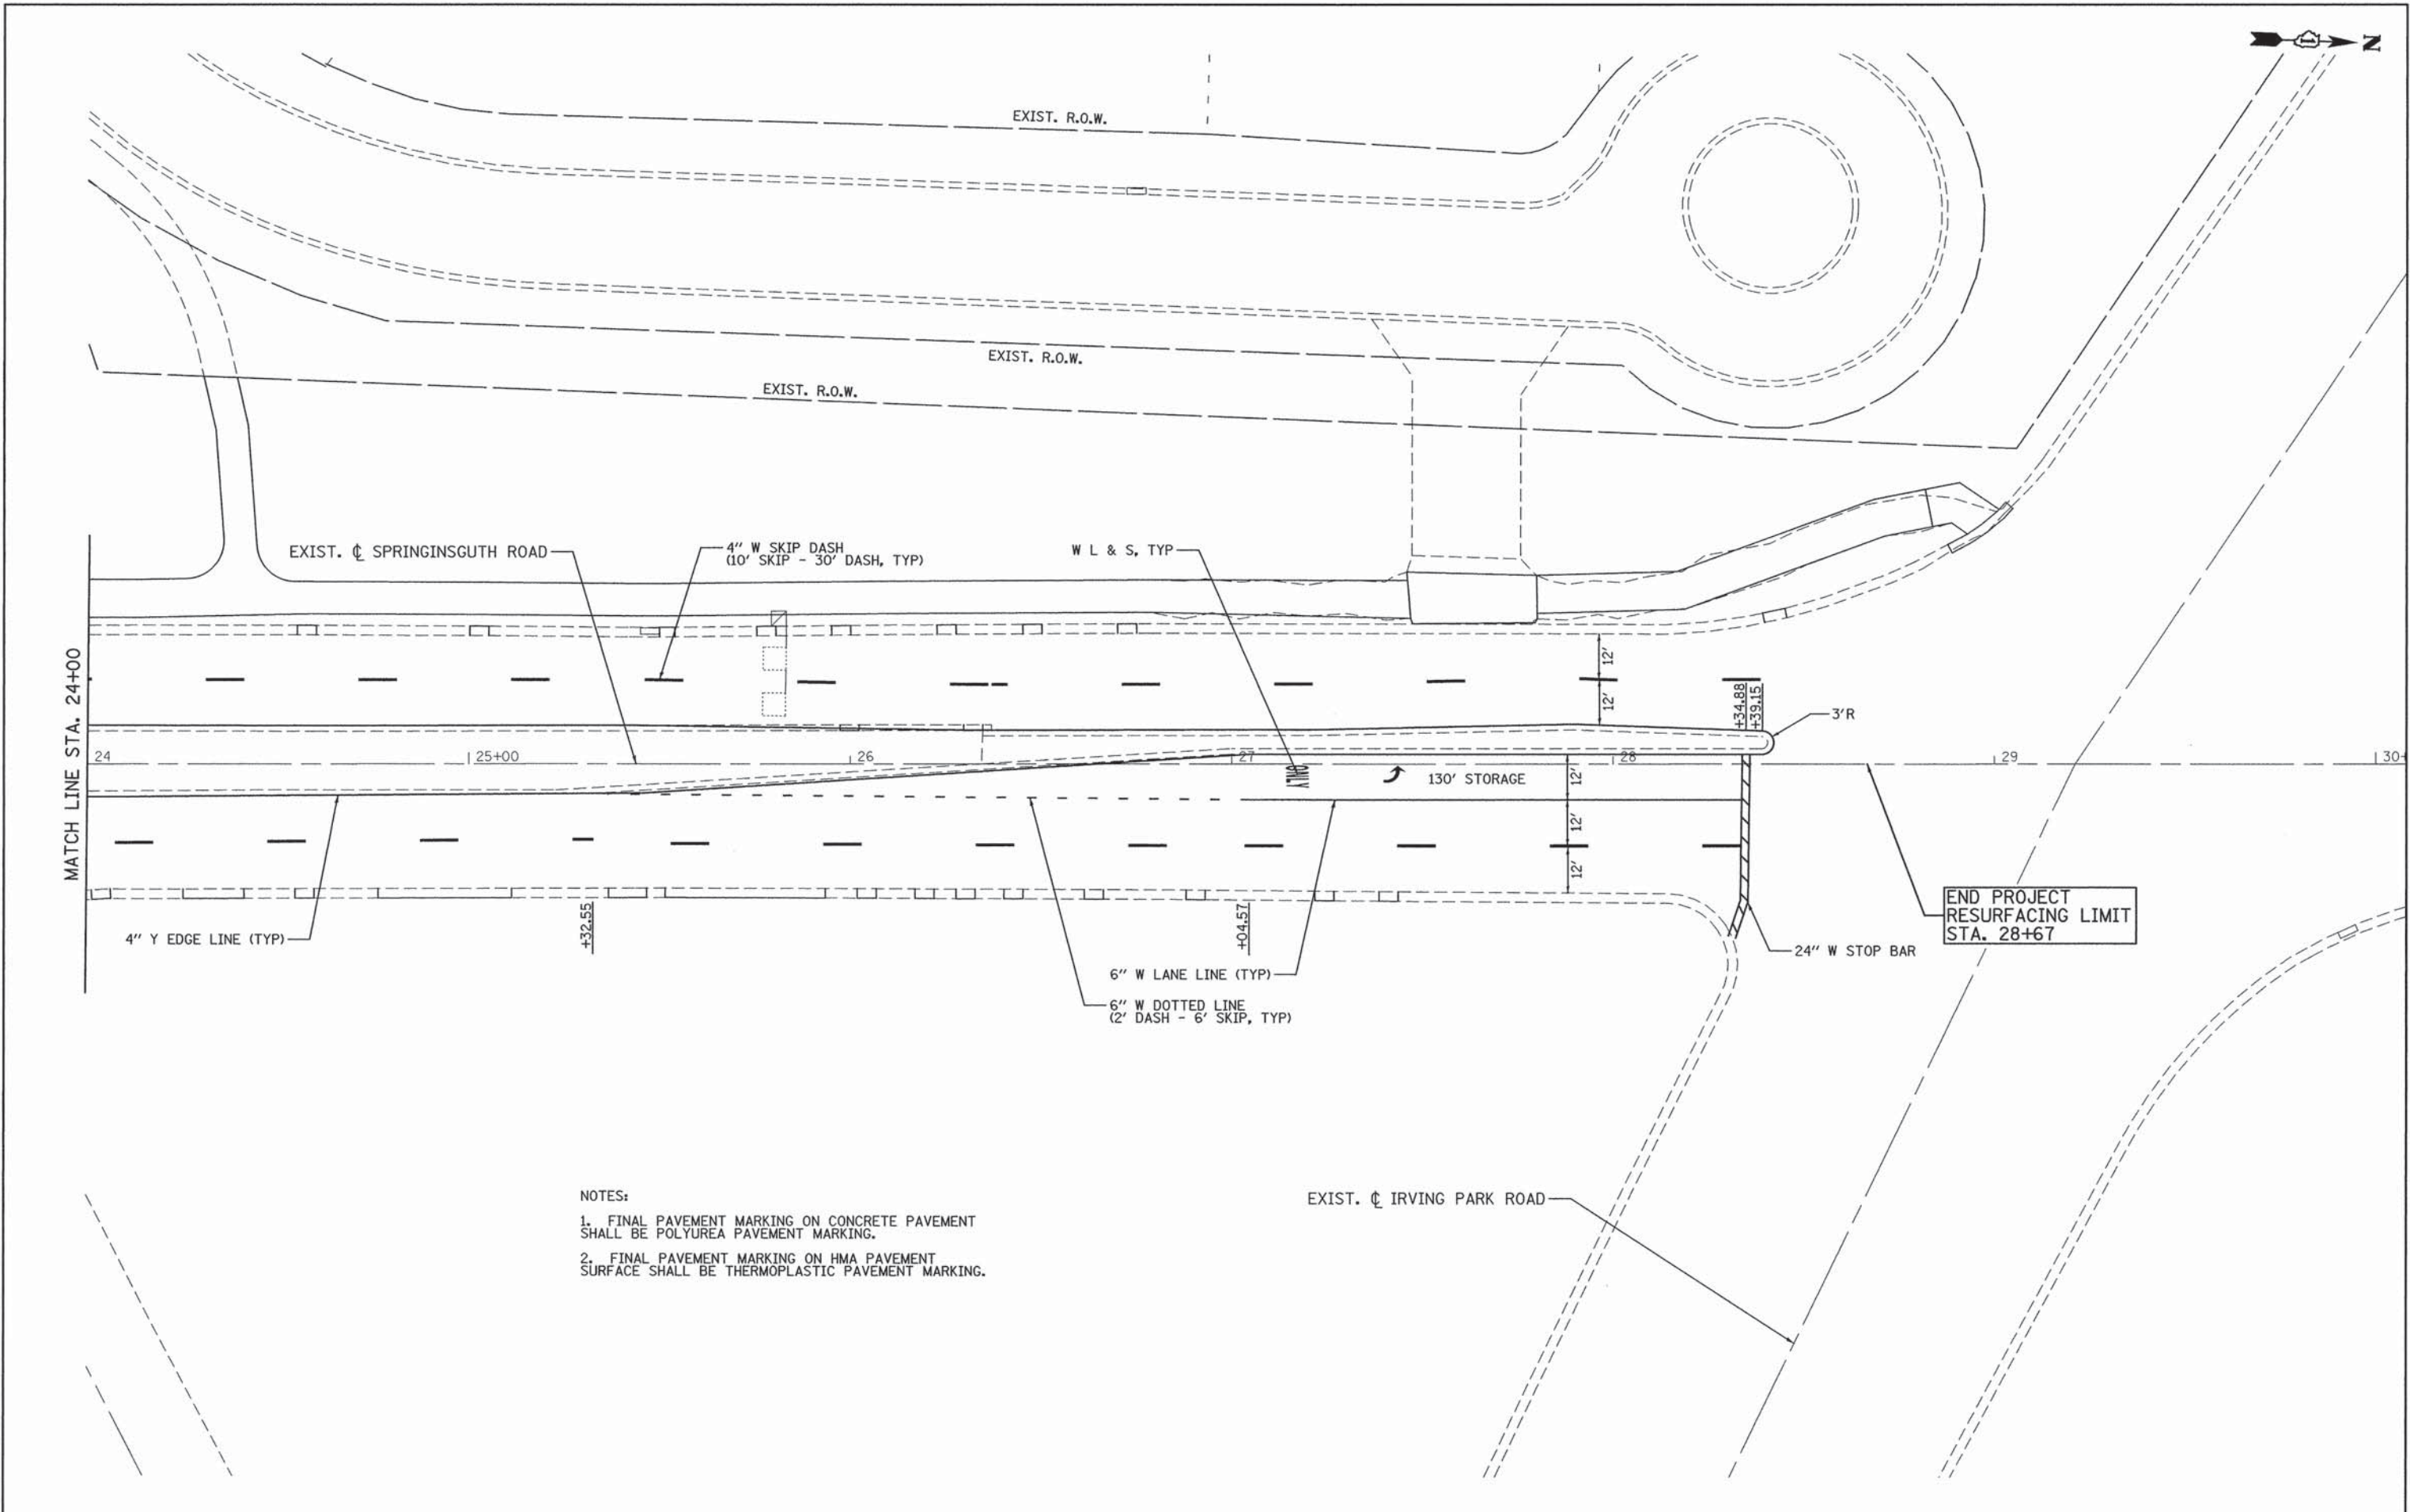 N
EXIST. R.O.W.
EXIST. R.O.W.
EXIST. R.O.W.
EXIST. ℄ SPRINGINSGUTH ROAD
4" W SKIP DASH
(10' SKIP - 30' DASH, TYP)
W L & S, TYP
12'
12'
+34.88
+39.15
3'R
MATCH LINE STA. 24+00
24
25+00
26
27
28
29
30+
ONLY
130' STORAGE
12'
12'
12'
4" Y EDGE LINE (TYP)
+32.55
+04.57
6" W LANE LINE (TYP)
6" W DOTTED LINE
(2' DASH - 6' SKIP, TYP)
24" W STOP BAR
END PROJECT
RESURFACING LIMIT
STA. 28+67
EXIST. ℄ IRVING PARK ROAD
NOTES:
1. FINAL PAVEMENT MARKING ON CONCRETE PAVEMENT
SHALL BE POLYUREA PAVEMENT MARKING.
2. FINAL PAVEMENT MARKING ON HMA PAVEMENT
SURFACE SHALL BE THERMOPLASTIC PAVEMENT MARKING.